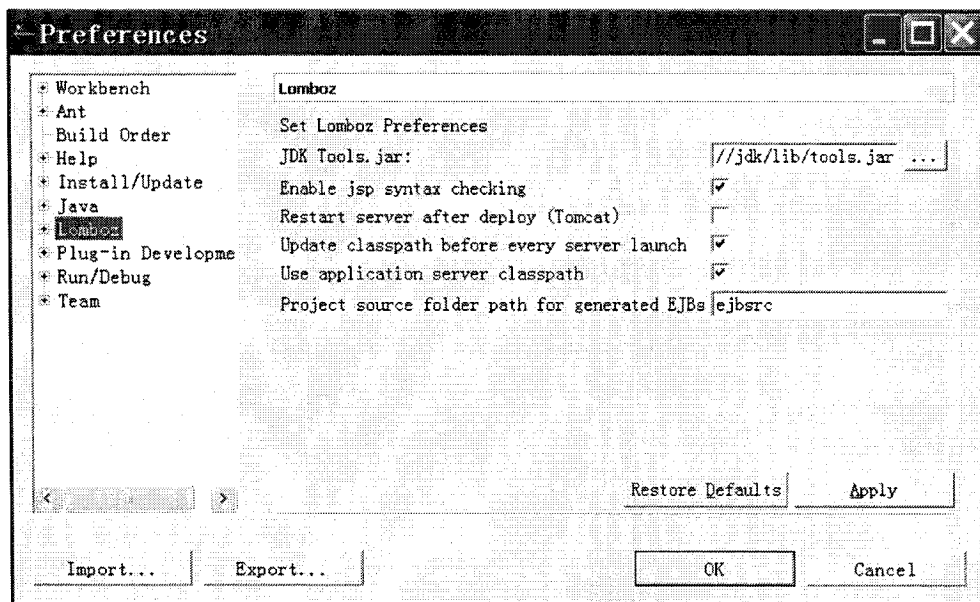 Preferences
Workbench
Ant
Build Order
Help
Install/Update
Java
Lomboz
Plug-in Developme
Run/Debug
Team
Lomboz
Set Lomboz Preferences
JDK Tools.jar: //jdk/lib/tools.jar ...
Enable jsp syntax checking
Restart server after deploy (Tomcat)
Update classpath before every server launch
Use application server classpath
Project source folder path for generated EJBs ejbsrc
Restore Defaults Apply
Import... Export... OK Cancel